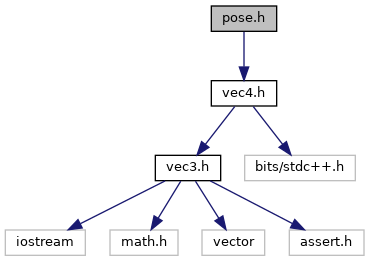 pose.h
vec4.h
vec3.h
bits/stdc++.h
iostream
math.h
vector
assert.h